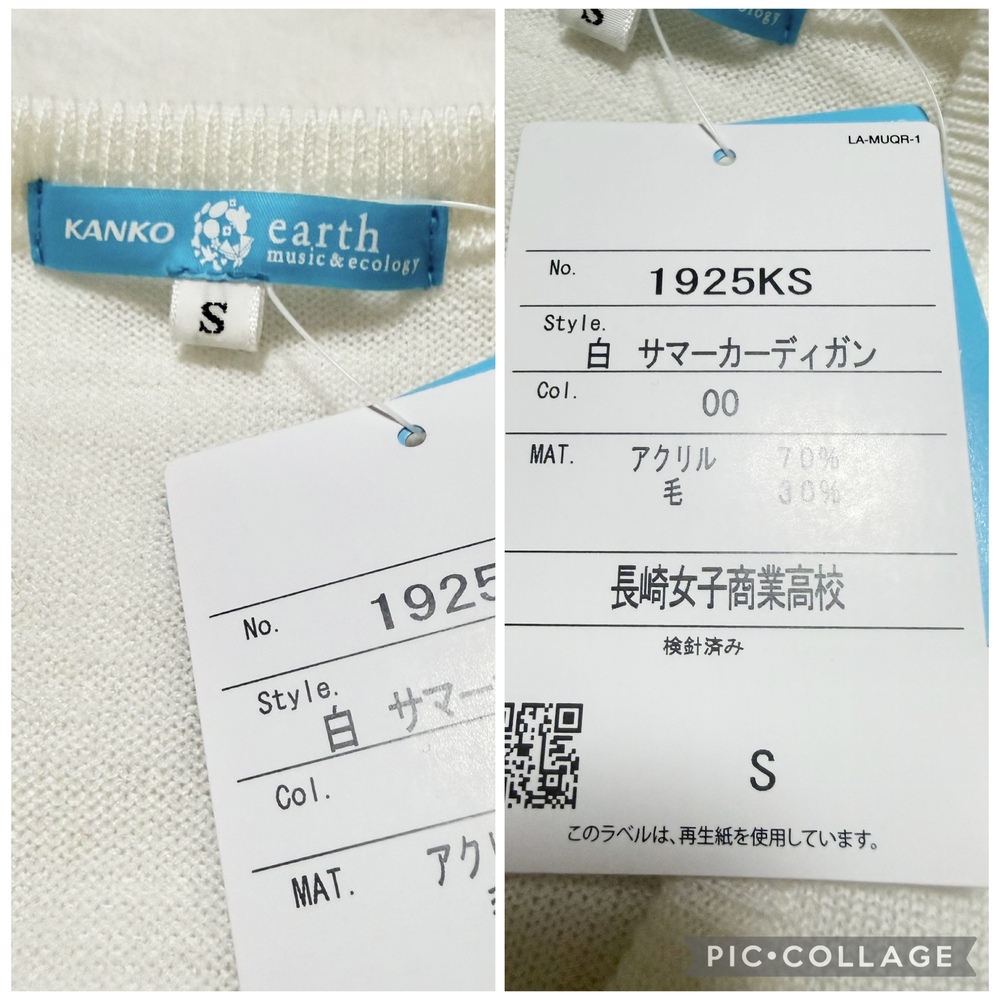 KANKO
earth
music&ecology
S
No. 1925
Style.
白 サマー
Col.
MAT. アクリ
S
LA-MUQR-1
No. 1925KS
Style.
白 サマーカーディガン
Col. 00
MAT. アクリル 70%
毛 30%
長崎女子商業高校
検針済み
S
このラベルは、再生紙を使用しています。
PIC•COLLAGE